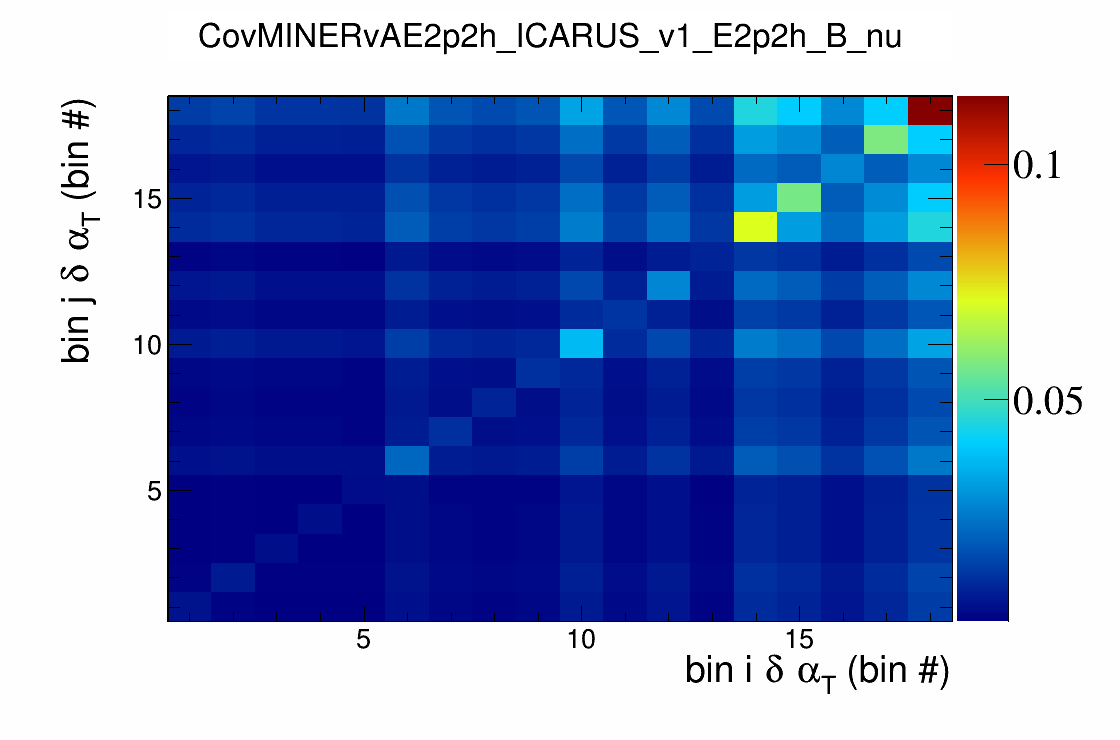 CovMINERvAE2p2h_ICARUS_v1_E2p2h_B_nu
bin j δ α_T (bin #)
15
10
5
0.1
0.05
5 10 15
bin i δ α_T (bin #)